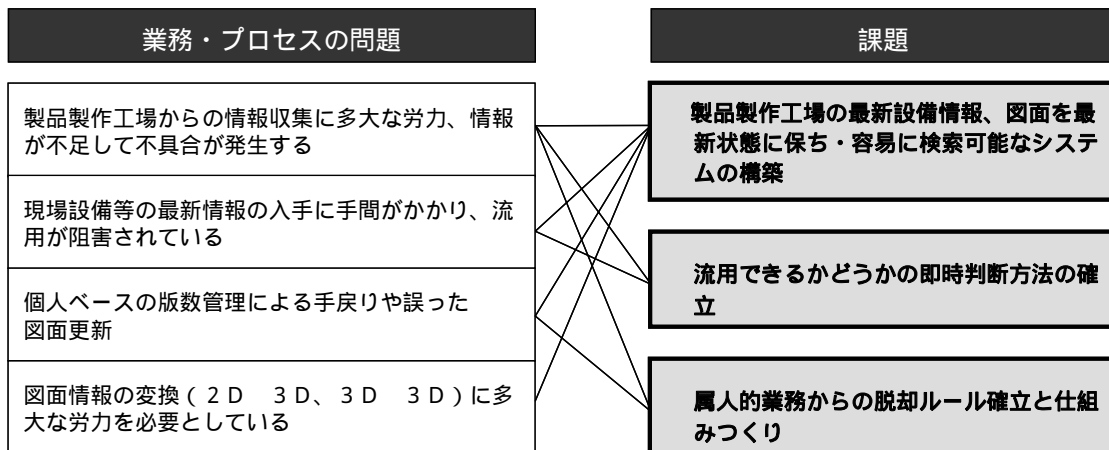 業務・プロセスの問題
製品製作工場からの情報収集に多大な労力、情報
が不足して不具合が発生する
現場設備等の最新情報の入手に手間がかかり、流
用が阻害されている
個人ベースの版数管理による手戻りや誤った
図面更新
図面情報の変換(2D 3D、3D 3D)に多
大な労力を必要としている
課題
製品製作工場の最新設備情報、図面を最
新状態に保ち・容易に検索可能なシステ
ムの構築
流用できるかどうかの即時判断方法の確
立
属人的業務からの脱却ルール確立と仕組
みつくり